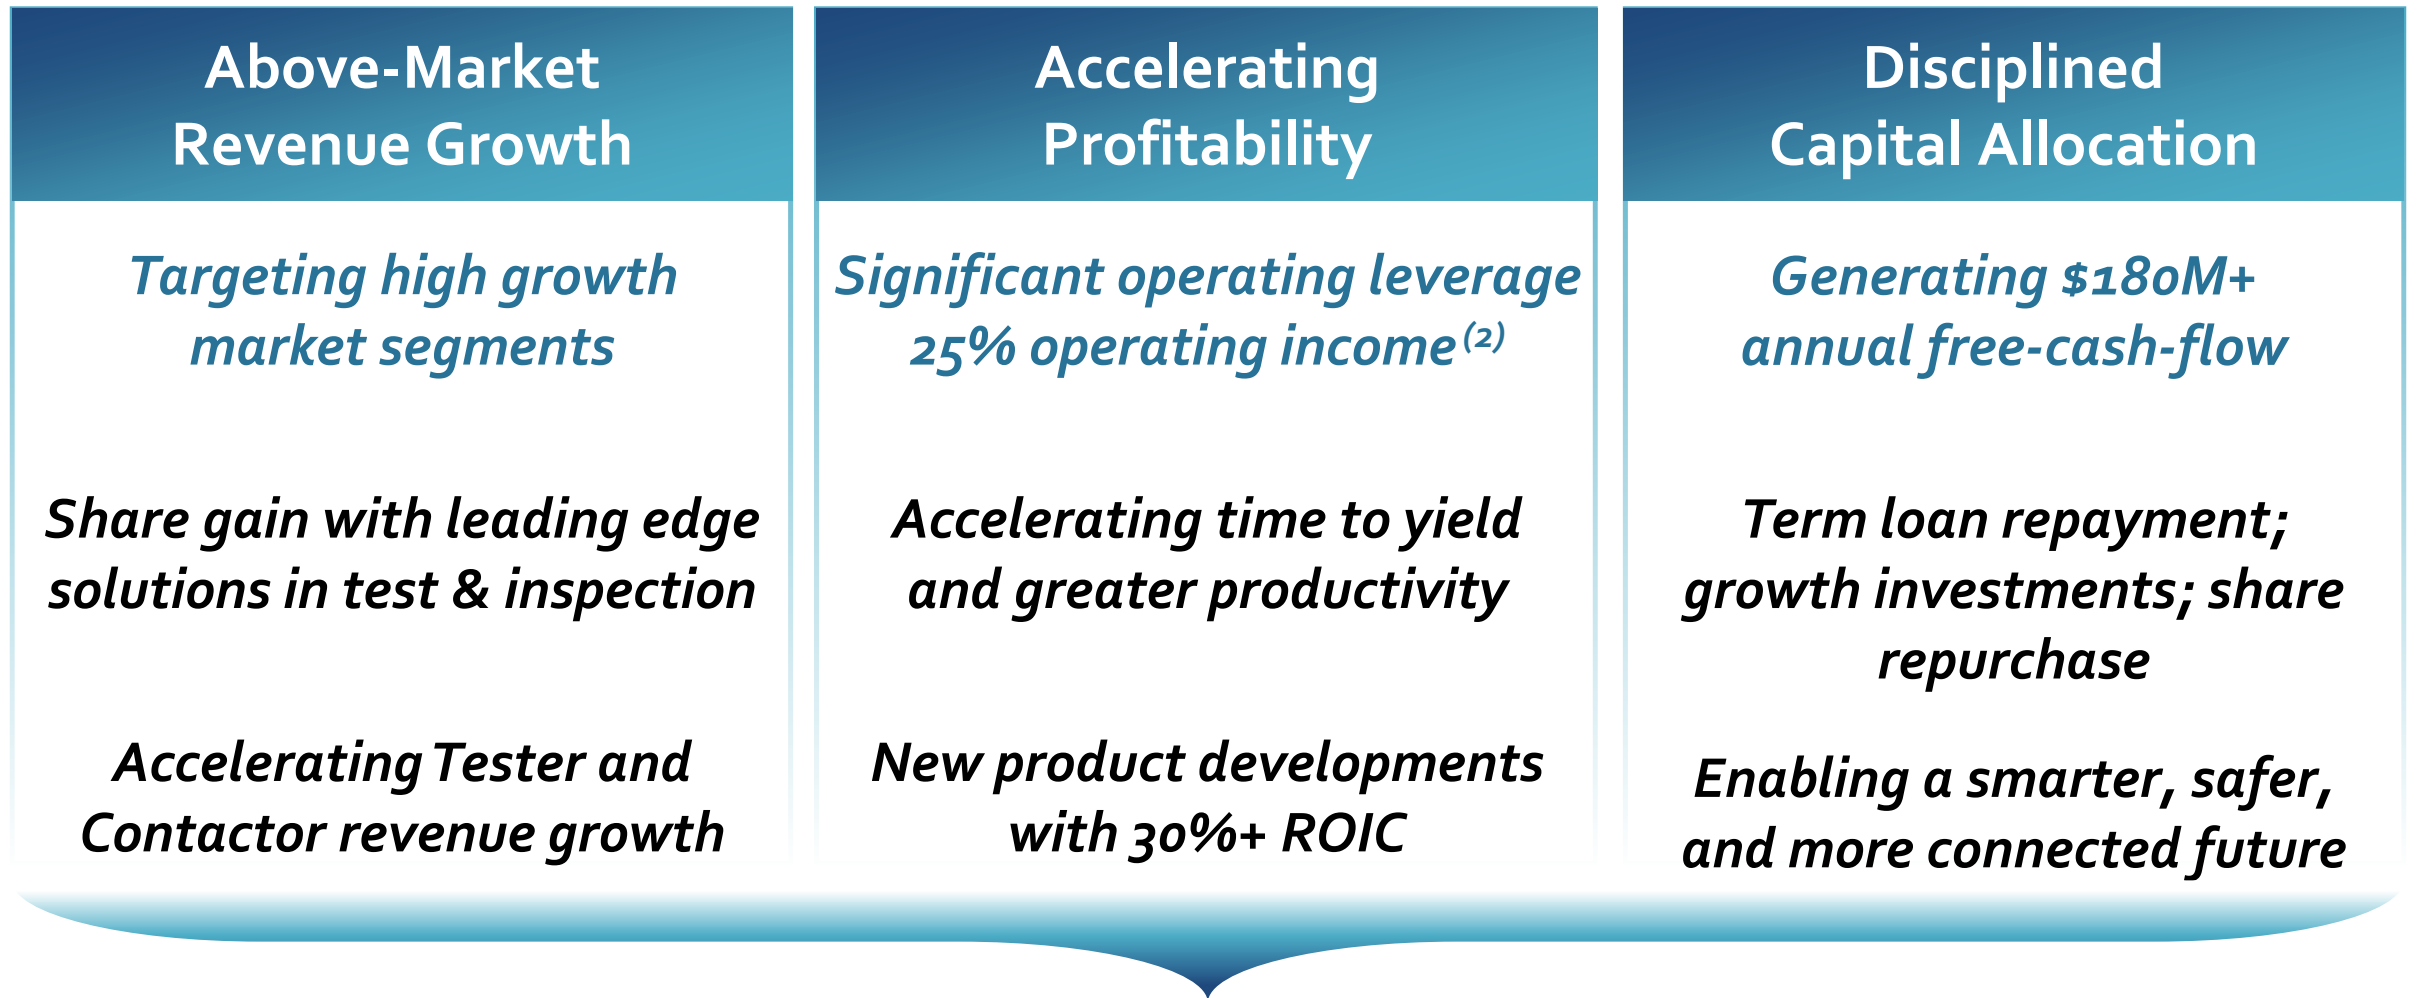 Above-Market
Revenue Growth
Targeting high growth
market segments
Share gain with leading edge
solutions in test & inspection
Accelerating Tester and
Contactor revenue growth
Accelerating
Profitability
Significant operating leverage
25% operating income (2)
Accelerating time to yield
and greater productivity
New product developments
with 30%+ ROIC
Disciplined
Capital Allocation
Generating $180M+
annual free-cash-flow
Term loan repayment;
growth investments; share
repurchase
Enabling a smarter, safer,
and more connected future